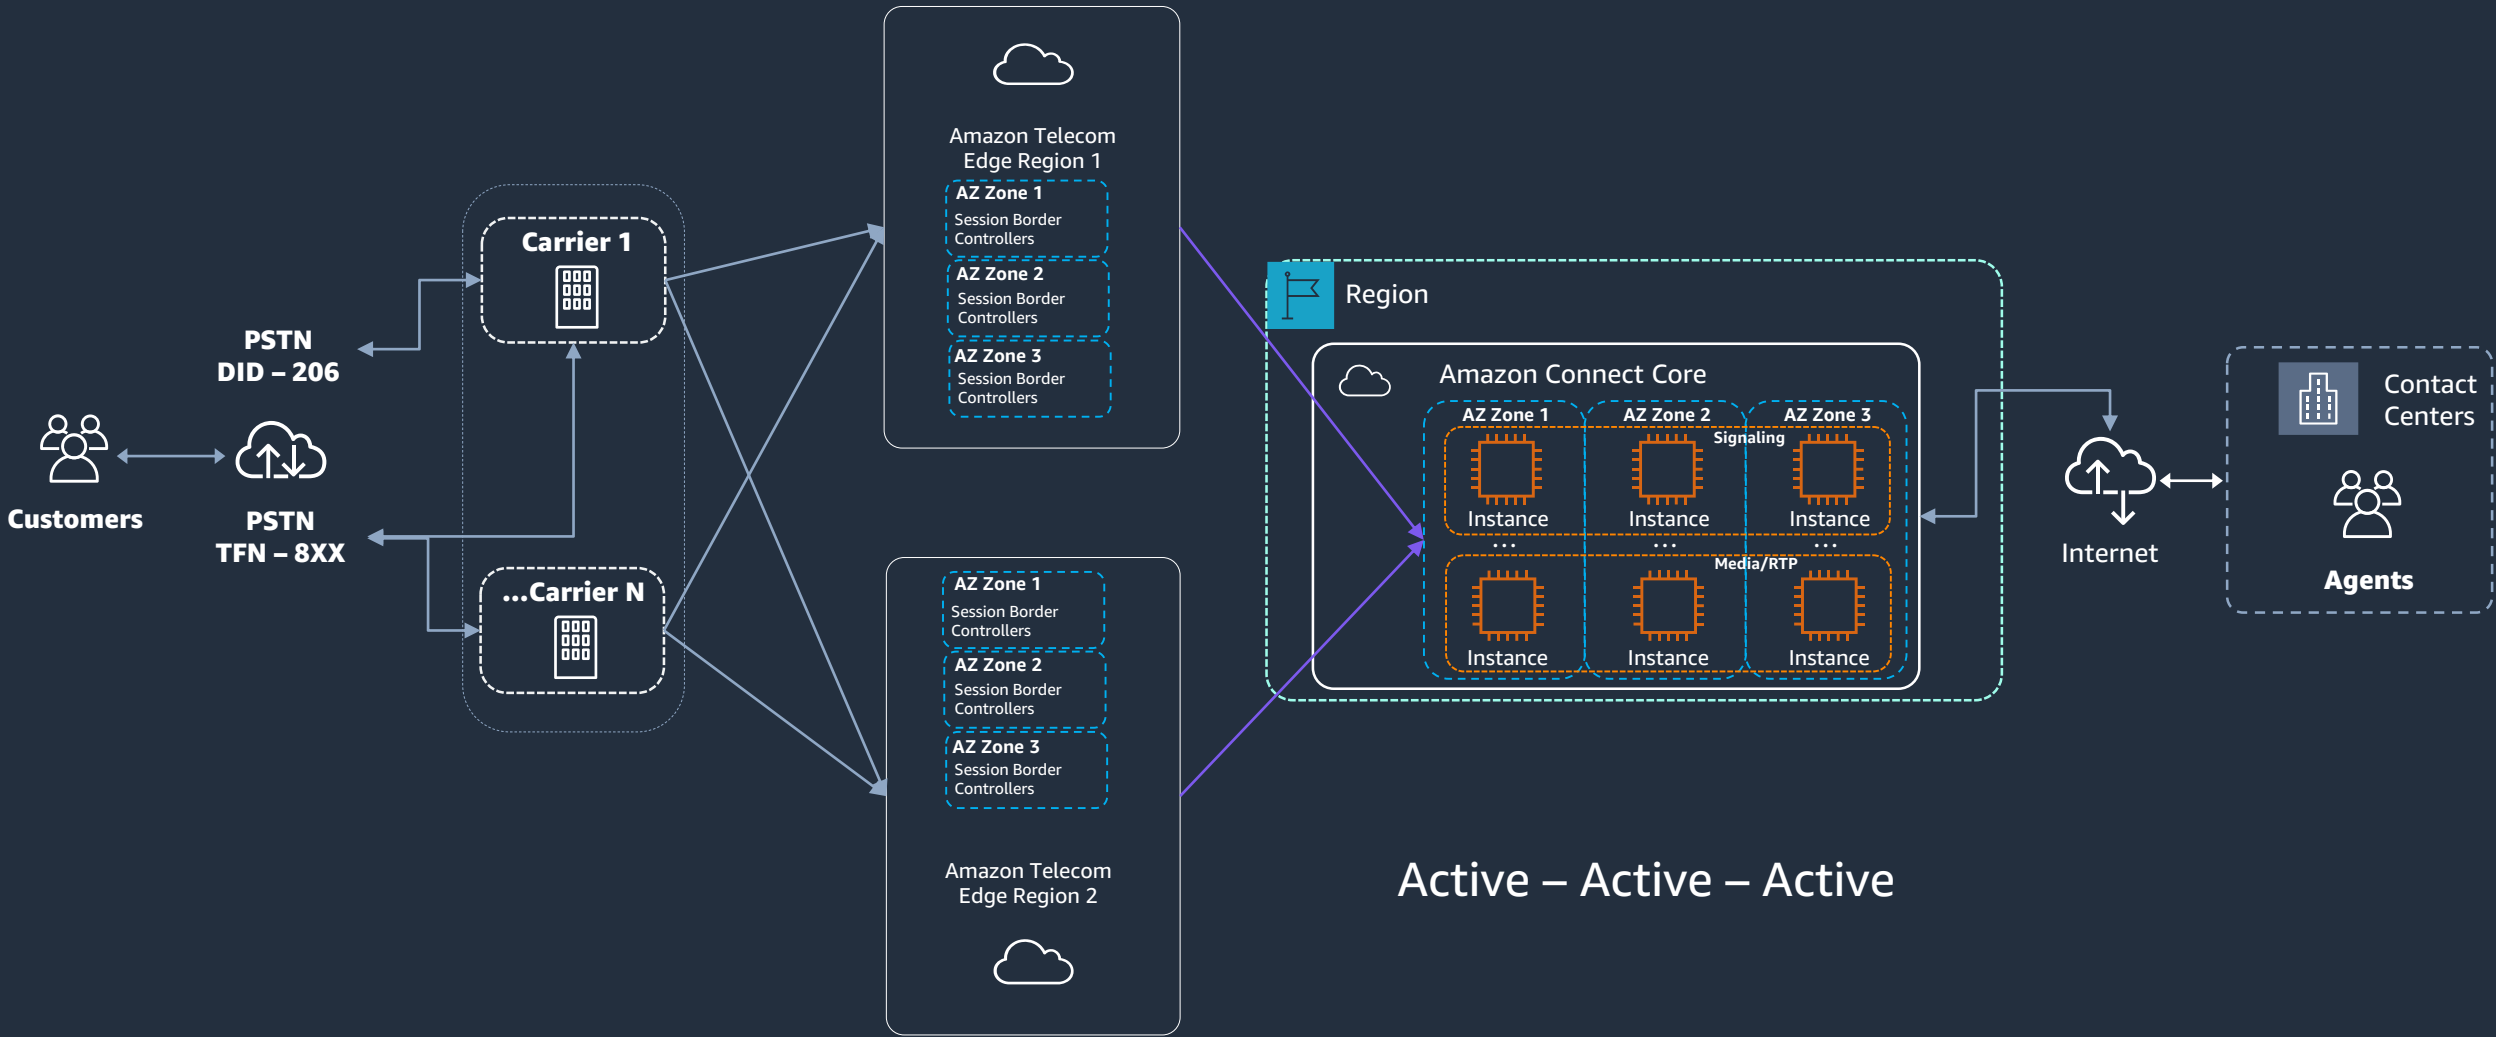 Customers
PSTN
DID – 206
PSTN
TFN – 8XX
Carrier 1
...Carrier N
Amazon Telecom
Edge Region 1
AZ Zone 1
Session Border
Controllers
AZ Zone 2
Session Border
Controllers
AZ Zone 3
Session Border
Controllers
AZ Zone 1
Session Border
Controllers
AZ Zone 2
Session Border
Controllers
AZ Zone 3
Session Border
Controllers
Amazon Telecom
Edge Region 2
Region
Amazon Connect Core
AZ Zone 1
AZ Zone 2
AZ Zone 3
Signaling
Instance
Instance
Instance
...
...
...
Media/RTP
Instance
Instance
Instance
Active – Active – Active
Internet
Contact
Centers
Agents